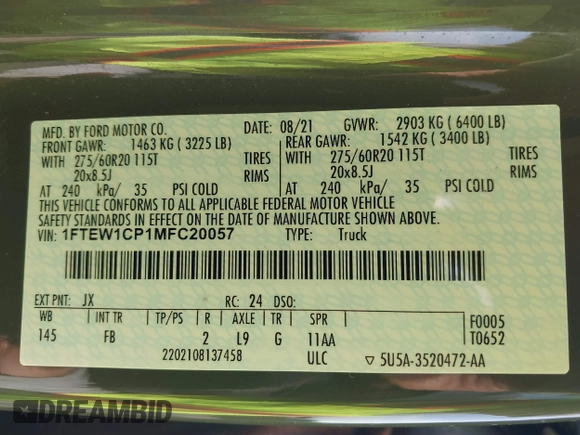 MFD. BY FORD MOTOR CO. DATE: 08/21 GVWR: 2903 KG ( 6400 LB)
FRONT GAWR: 1463 KG ( 3225 LB) REAR GAWR: 1542 KG ( 3400 LB)
WITH 275/60R20 115T TIRES WITH 275/60R20 115T TIRES
20x8.5J RIMS 20x8.5J RIMS
AT 240 kPa/ 35 PSI COLD AT 240 kPa/ 35 PSI COLD
THIS VEHICLE CONFORMS TO ALL APPLICABLE FEDERAL MOTOR VEHICLE
SAFETY STANDARDS IN EFFECT ON THE DATE OF MANUFACTURE SHOWN ABOVE.
VIN: 1FTEW1CP1MFC20057 TYPE: Truck
EXT PNT: JX RC: 24 DSO:
WB INT TR TP/PS R AXLE TR SPR F0005
145 FB 2 L9 G 11AA T0652
2202108137458 ULC ▽ 5U5A-3520472-AA
DREAMBID